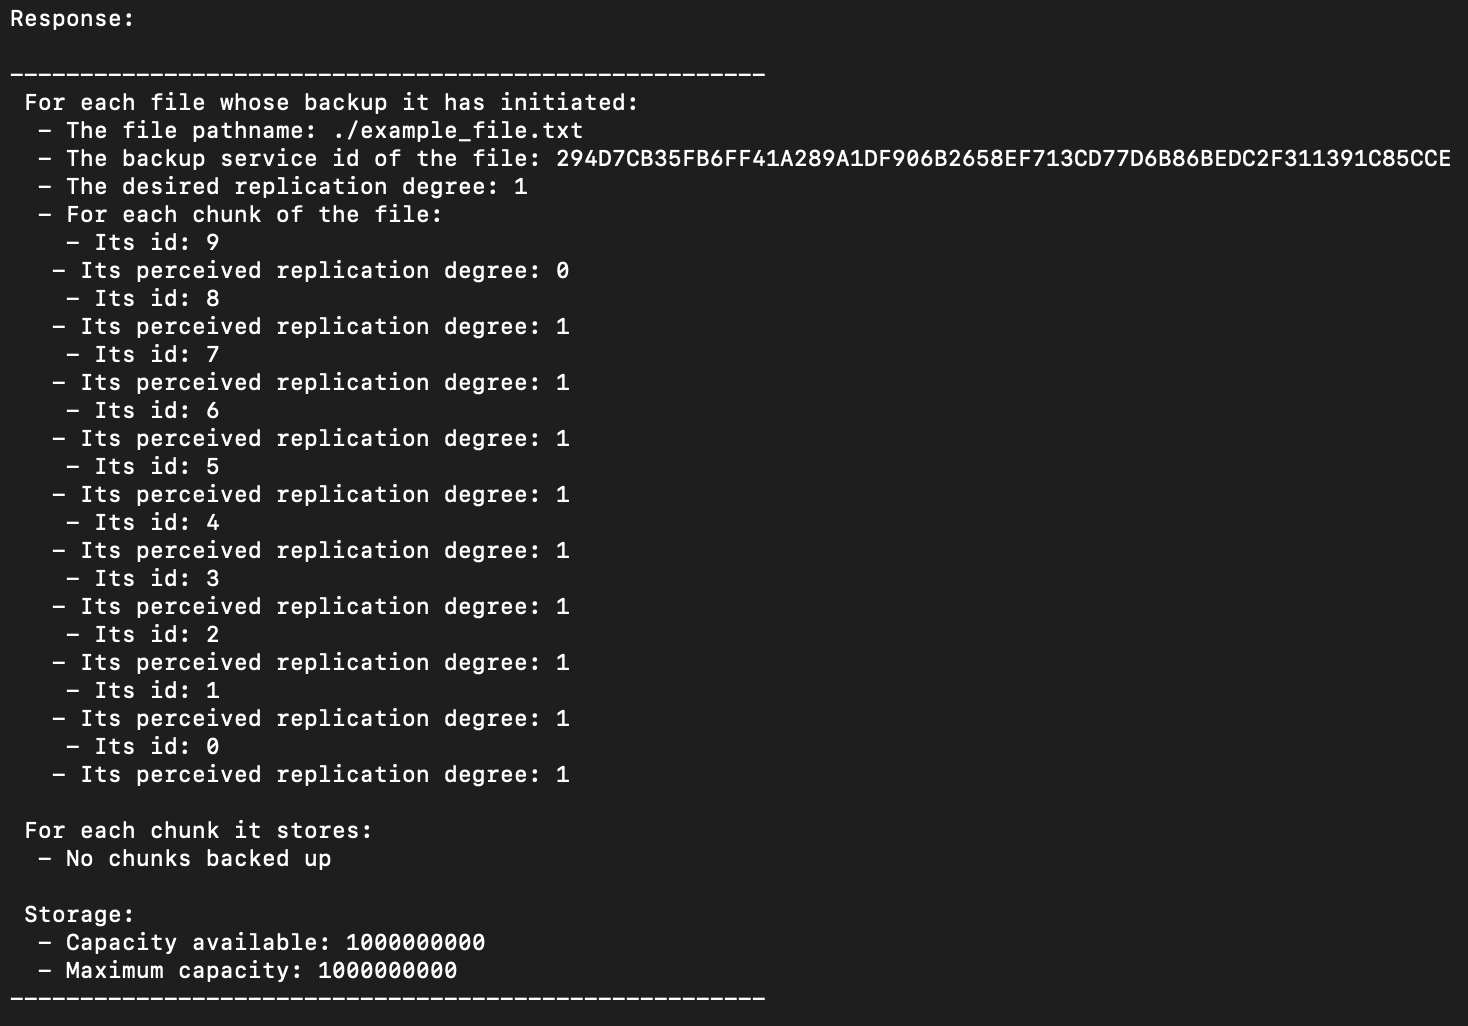 Response:
------------------------------------------------------
For each file whose backup it has initiated:
- The file pathname: ./example_file.txt
- The backup service id of the file: 294D7CB35FB6FF41A289A1DF906B2658EF713CD77D6B86BEDC2F311391C85CCE
- The desired replication degree: 1
- For each chunk of the file:
- Its id: 9
- Its perceived replication degree: 0
- Its id: 8
- Its perceived replication degree: 1
- Its id: 7
- Its perceived replication degree: 1
- Its id: 6
- Its perceived replication degree: 1
- Its id: 5
- Its perceived replication degree: 1
- Its id: 4
- Its perceived replication degree: 1
- Its id: 3
- Its perceived replication degree: 1
- Its id: 2
- Its perceived replication degree: 1
- Its id: 1
- Its perceived replication degree: 1
- Its id: 0
- Its perceived replication degree: 1
For each chunk it stores:
- No chunks backed up
Storage:
- Capacity available: 1000000000
- Maximum capacity: 1000000000
------------------------------------------------------